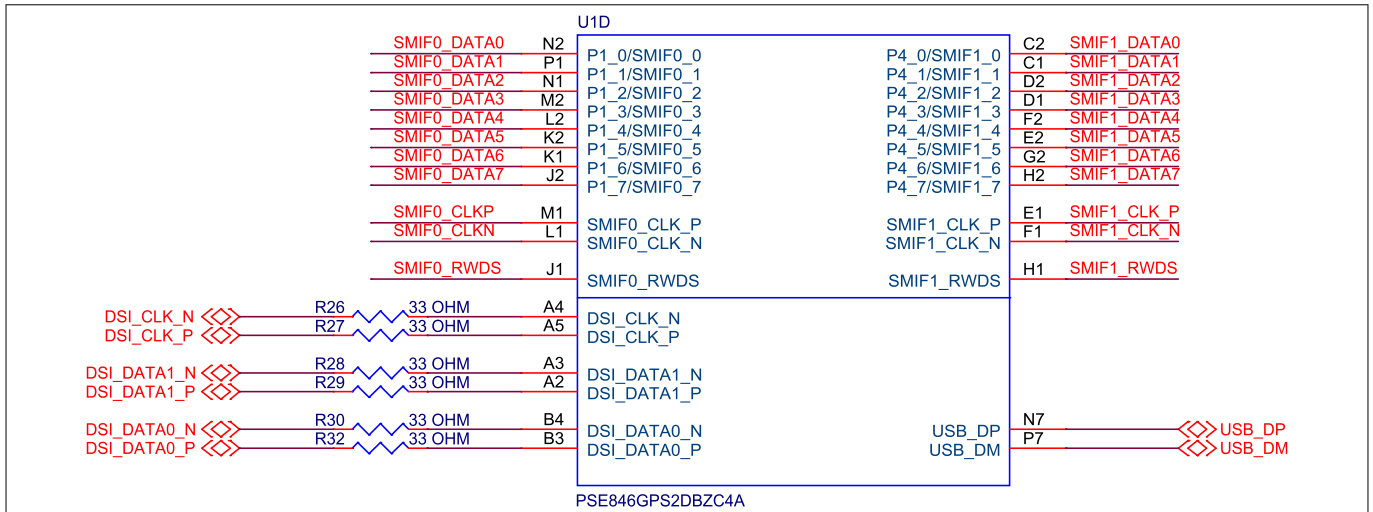 U1D
SMIF0_DATA0 N2 P1_0/SMIF0_0 P4_0/SMIF1_0 C2 SMIF1_DATA0
SMIF0_DATA1 P1 P1_1/SMIF0_1 P4_1/SMIF1_1 C1 SMIF1_DATA1
SMIF0_DATA2 N1 P1_2/SMIF0_2 P4_2/SMIF1_2 D2 SMIF1_DATA2
SMIF0_DATA3 M2 P1_3/SMIF0_3 P4_3/SMIF1_3 D1 SMIF1_DATA3
SMIF0_DATA4 L2 P1_4/SMIF0_4 P4_4/SMIF1_4 F2 SMIF1_DATA4
SMIF0_DATA5 K2 P1_5/SMIF0_5 P4_5/SMIF1_5 E2 SMIF1_DATA5
SMIF0_DATA6 K1 P1_6/SMIF0_6 P4_6/SMIF1_6 G2 SMIF1_DATA6
SMIF0_DATA7 J2 P1_7/SMIF0_7 P4_7/SMIF1_7 H2 SMIF1_DATA7
SMIF0_CLKP M1 SMIF0_CLK_P SMIF1_CLK_P E1 SMIF1_CLK_P
SMIF0_CLKN L1 SMIF0_CLK_N SMIF1_CLK_N F1 SMIF1_CLK_N
SMIF0_RWDS J1 SMIF0_RWDS SMIF1_RWDS H1 SMIF1_RWDS
DSI_CLK_N R26 33 OHM A4 DSI_CLK_N
DSI_CLK_P R27 33 OHM A5 DSI_CLK_P
DSI_DATA1_N R28 33 OHM A3 DSI_DATA1_N
DSI_DATA1_P R29 33 OHM A2 DSI_DATA1_P
DSI_DATA0_N R30 33 OHM B4 DSI_DATA0_N USB_DP N7 USB_DP
DSI_DATA0_P R32 33 OHM B3 DSI_DATA0_P USB_DM P7 USB_DM
PSE846GPS2DBZC4A